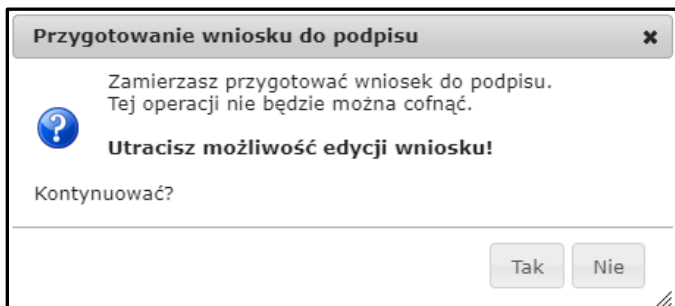 Przygotowanie wniosku do podpisu
Zamierzasz przygotować wniosek do podpisu.
Tej operacji nie będzie można cofnąć.
Utracisz możliwość edycji wniosku!
Kontynuować?
Tak Nie